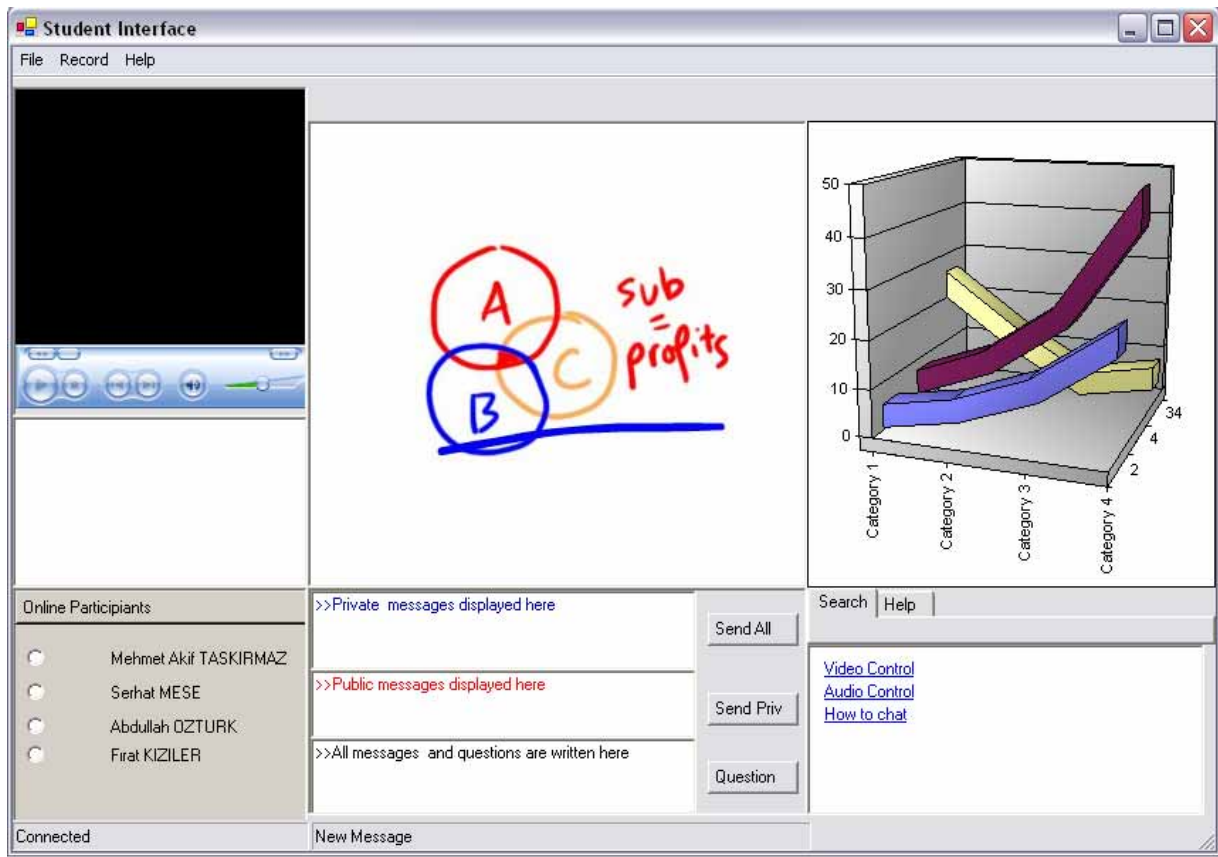 Student Interface
File Record Help
A
B
C
sub
=
profits
50
40
30
20
10
0
Category 1
Category 2
Category 3
Category 4
2
4
34
Online Participiants
Mehmet Akif TASKIRMAZ
Serhat MESE
Abdullah OZTURK
Fırat KIZILER
>>Private messages displayed here
>>Public messages displayed here
>>All messages and questions are written here
Send All
Send Priv
Question
Search Help
Video Control
Audio Control
How to chat
Connected
New Message